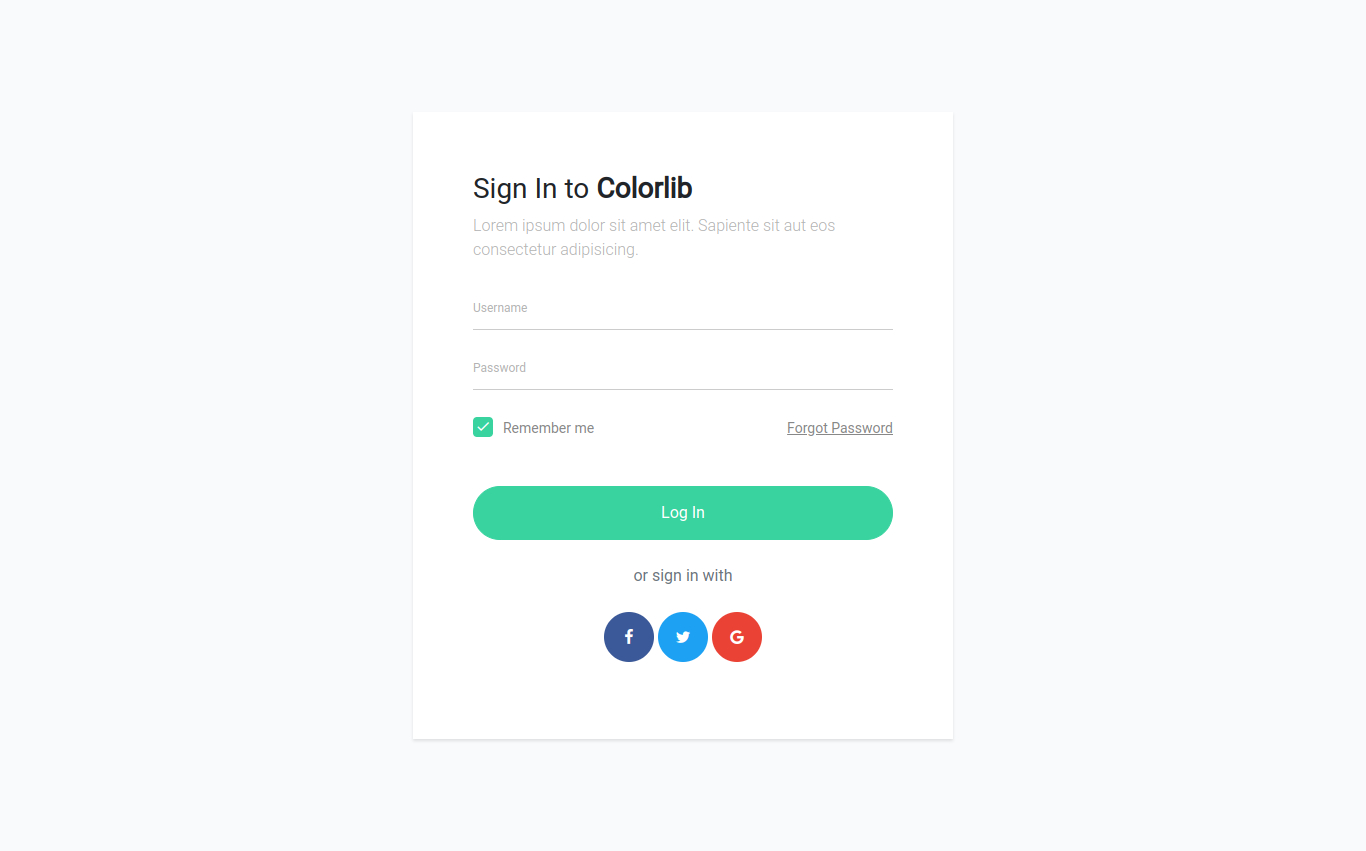 Sign In to Colorlib
Lorem ipsum dolor sit amet elit. Sapiente sit aut eos
consectetur adipisicing.
Username
Password
Remember me Forgot Password
Log In
or sign in with